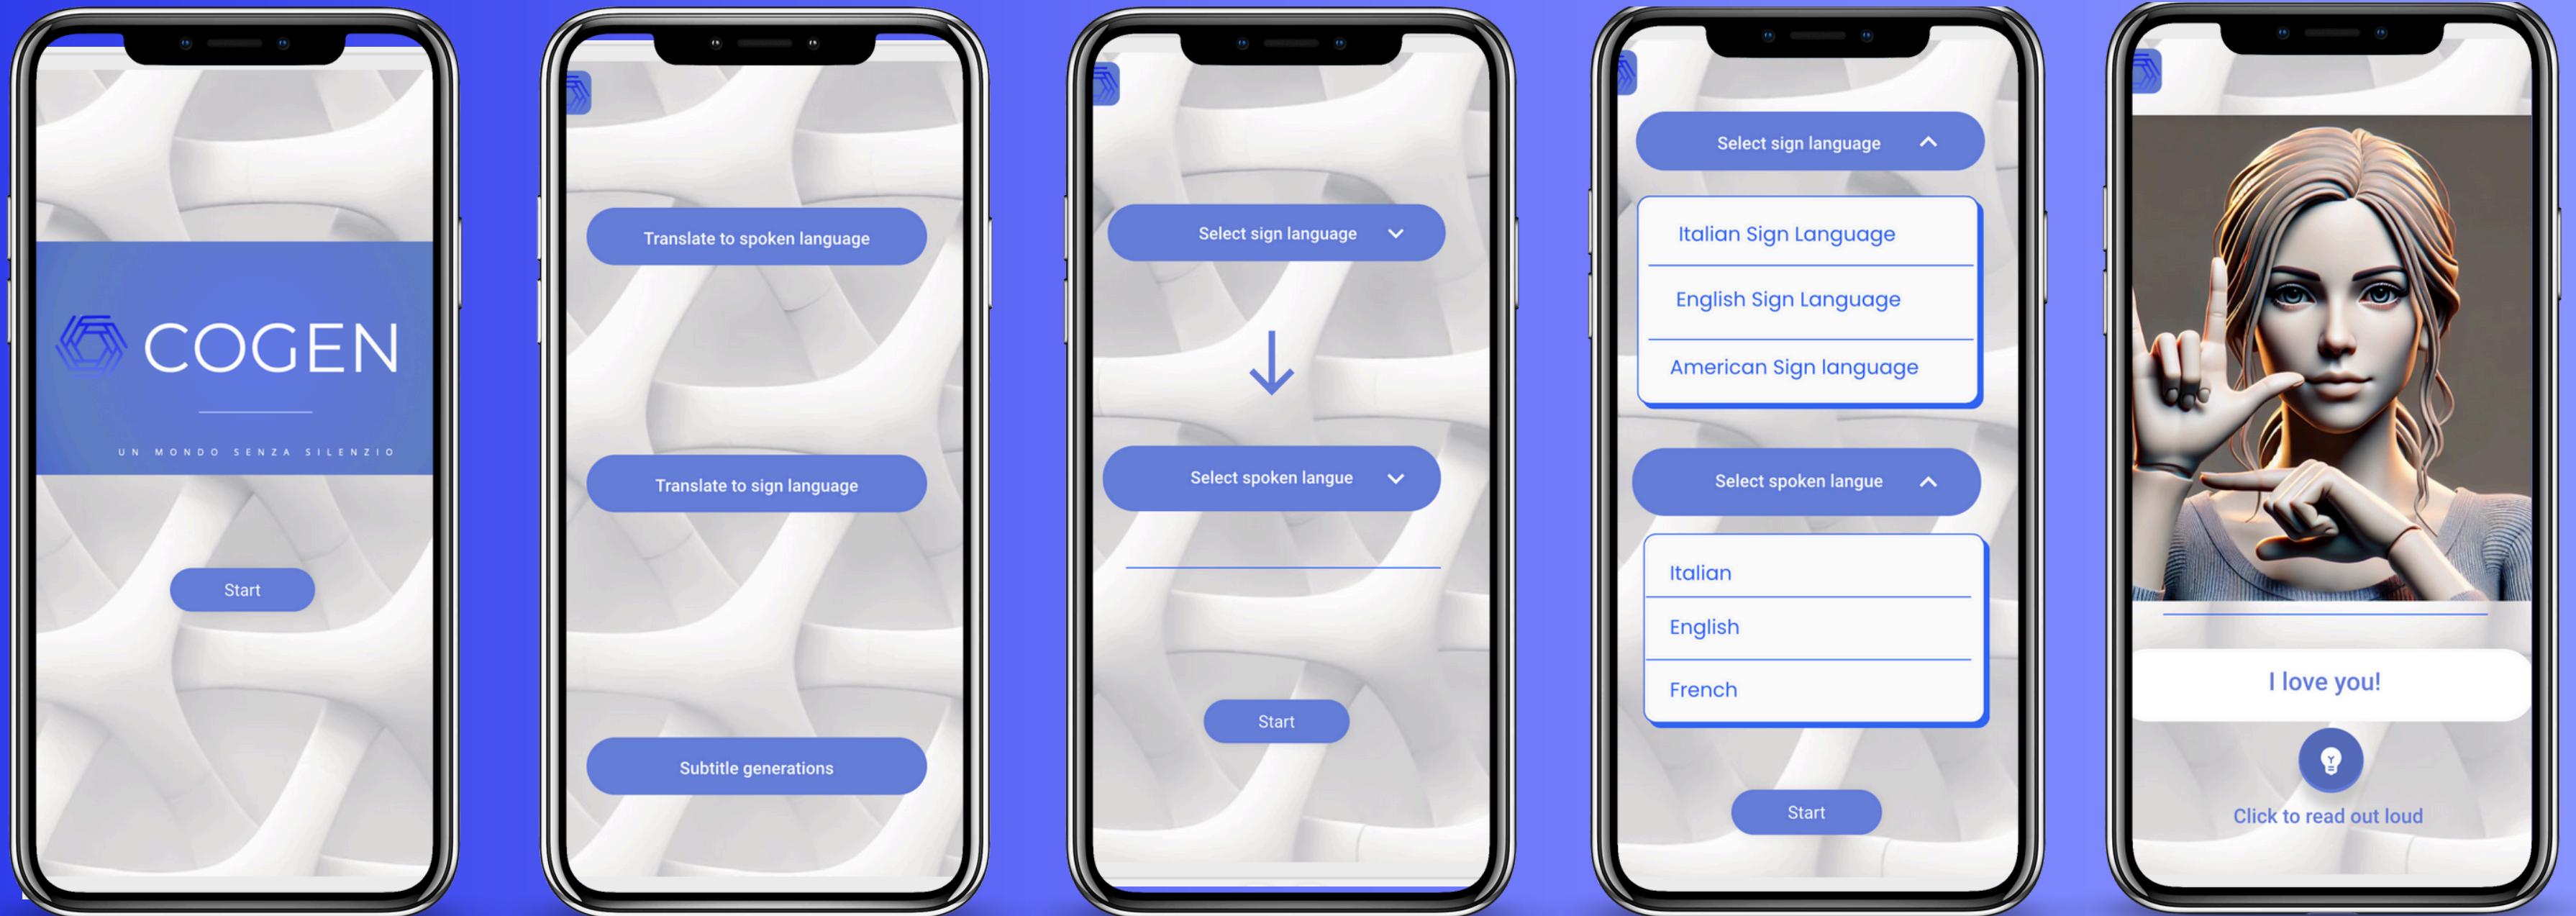 COGEN
UN MONDO SENZA SILENZIO
Start
Translate to spoken language
Translate to sign language
Subtitle generations
Select sign language
Select spoken langue
Start
Select sign language
Italian Sign Language
English Sign Language
American Sign language
Select spoken langue
Italian
English
French
Start
I love you!
Click to read out loud